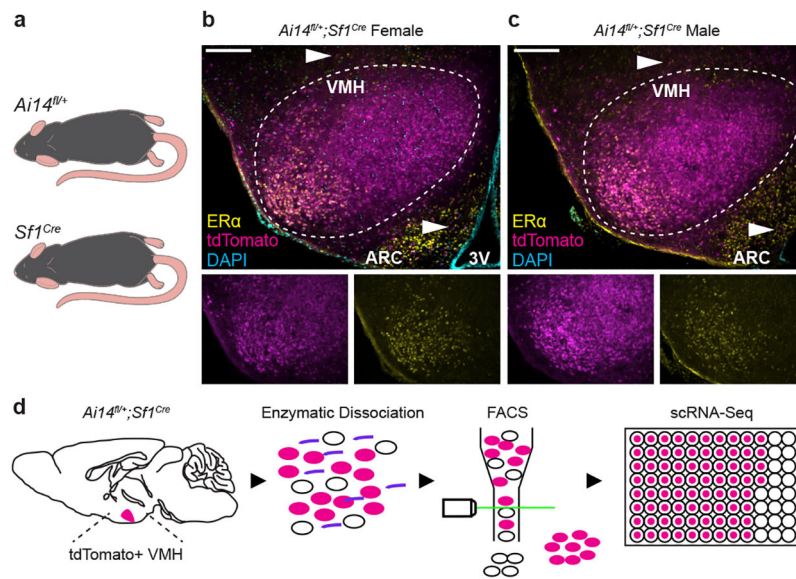 a
Ai14fl/+
Sf1Cre
b
Ai14fl/+;Sf1Cre Female
VMH
ERα
tdTomato
DAPI
ARC
3V
c
Ai14fl/+;Sf1Cre Male
VMH
ERα
tdTomato
DAPI
ARC
d
Ai14fl/+;Sf1Cre
Enzymatic Dissociation
FACS
scRNA-Seq
tdTomato+ VMH